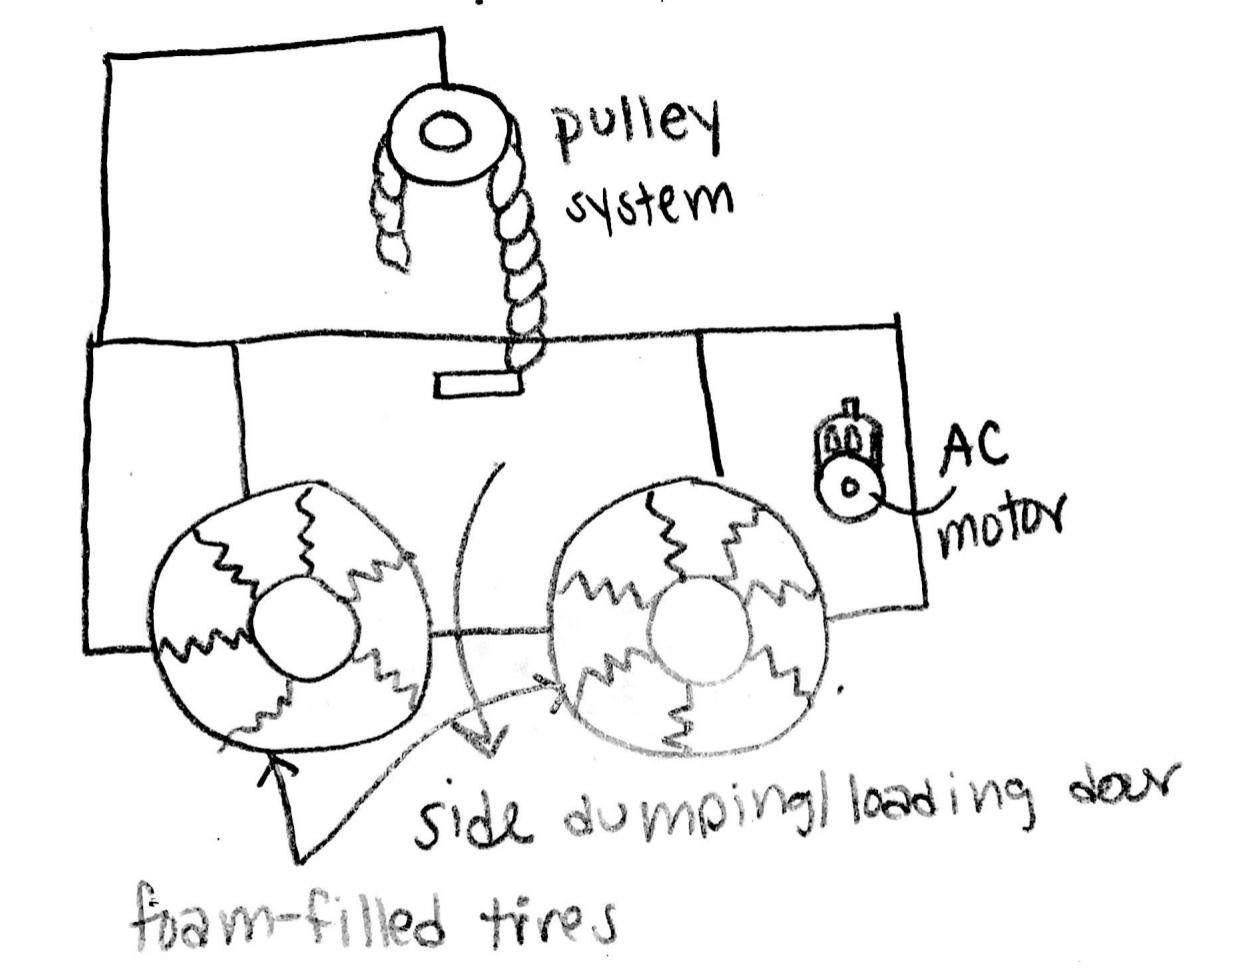 pulley
system
AC
motor
side dumping/loading door
foam-filled tires